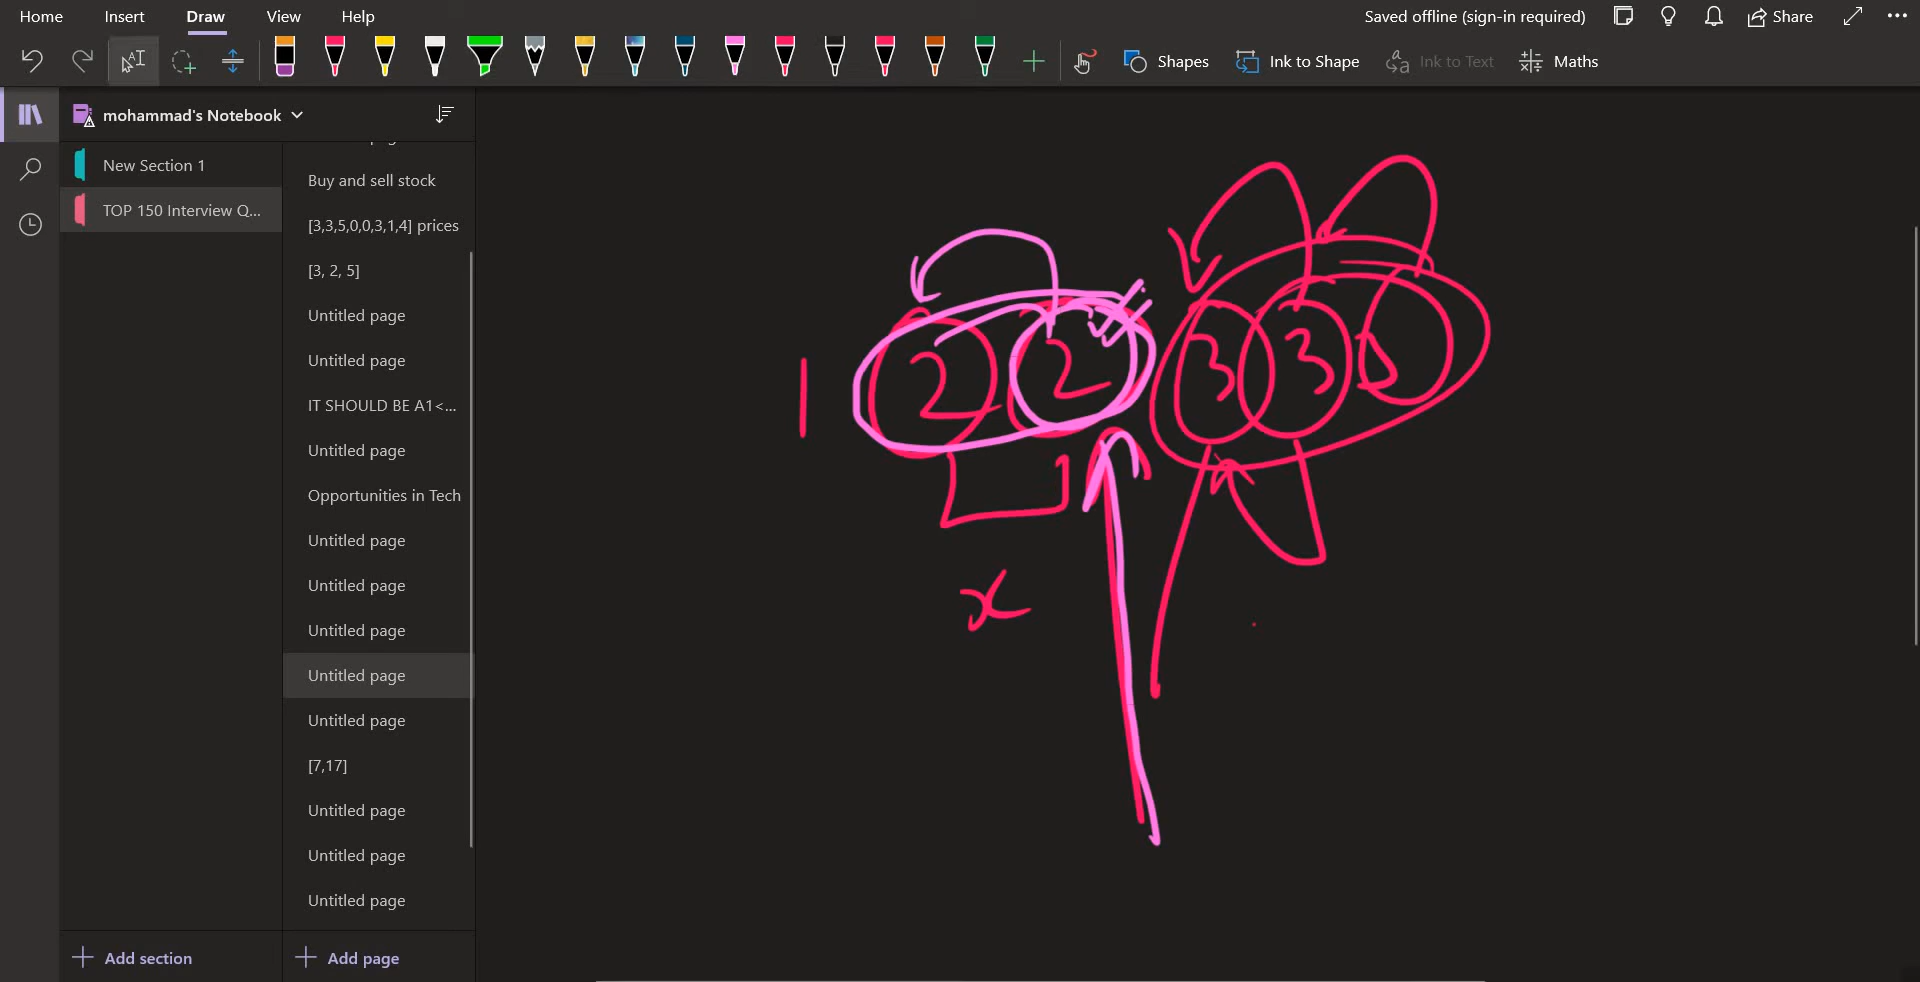 Home Insert Draw View Help
Saved offline (sign-in required) Share
Shapes Ink to Shape Ink to Text Maths
mohammad's Notebook
New Section 1
TOP 150 Interview Q...
Buy and sell stock
[3,3,5,0,0,3,1,4] prices
[3, 2, 5]
Untitled page
Untitled page
IT SHOULD BE A1<...
Untitled page
Opportunities in Tech
Untitled page
Untitled page
Untitled page
Untitled page
Untitled page
[7,17]
Untitled page
Untitled page
Untitled page
Add section
Add page
1 2 2 3 3
x